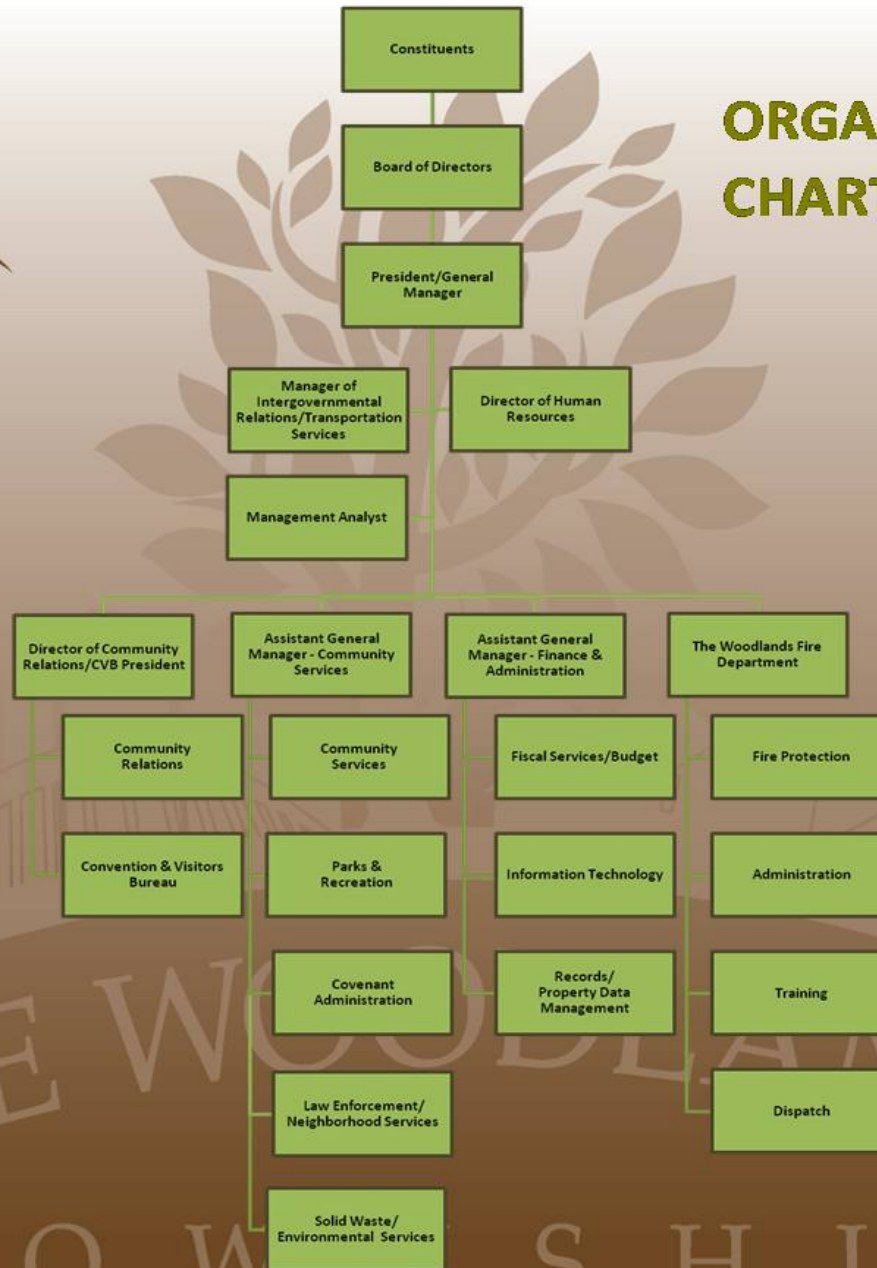 Constituents
ORGA
CHART
Board of Directors
President/General
Manager
Manager of
Intergovernmental
Relations/Transportation
Services
Director of Human
Resources
Management Analyst
Director of Community
Relations/CVB President
Assistant General
Manager - Community
Services
Assistant General
Manager - Finance &
Administration
The Woodlands Fire
Department
Community
Relations
Community
Services
Fiscal Services/Budget
Fire Protection
Convention & Visitors
Bureau
Parks &
Recreation
Information Technology
Administration
Covenant
Administration
Records/
Property Data
Management
Training
Law Enforcement/
Neighborhood Services
Dispatch
Solid Waste/
Environmental Services
E WOODLAN
OWNSHI